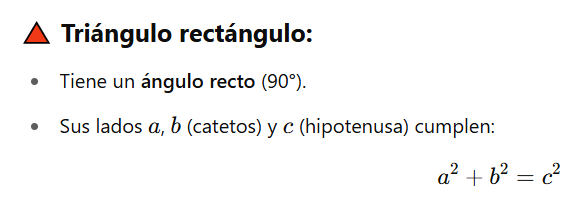 🔺 Triángulo rectángulo:
• Tiene un ángulo recto (90°).
• Sus lados a, b (catetos) y c (hipotenusa) cumplen:
a² + b² = c²